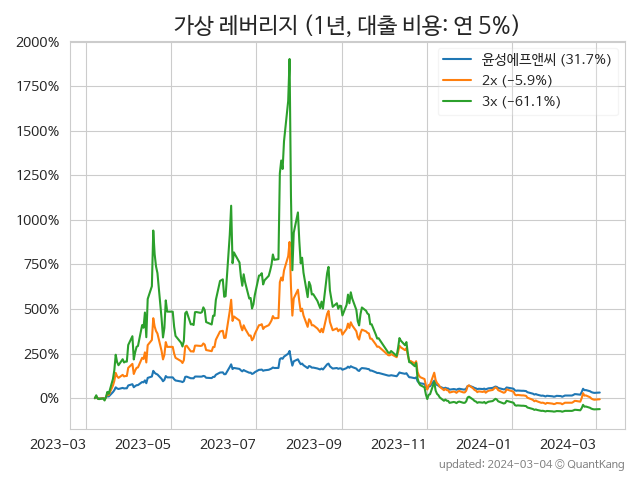 가상 레버리지 (1년, 대출 비용: 연 5%)
2000%
1750%
1500%
1250%
1000%
750%
500%
250%
0%
윤성에프앤씨 (31.7%)
2x (−5.9%)
3x (−61.1%)
2023-03 2023-05 2023-07 2023-09 2023-11 2024-01 2024-03
updated: 2024-03-04 © QuantKang